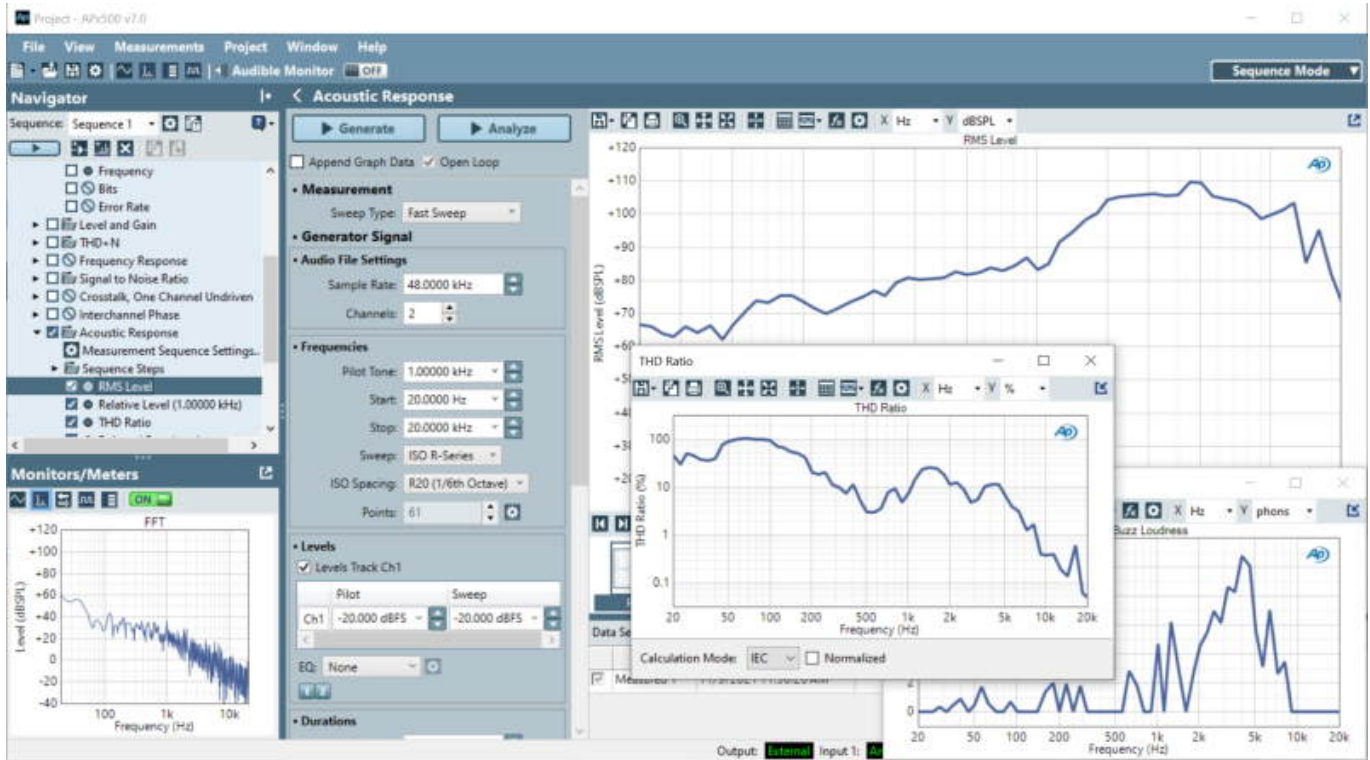 Project - APx500 v7.0
File View Measurements Project Window Help
Audible Monitor OFF
Sequence Mode
Navigator
Sequence: Sequence 1
Frequency
Bits
Error Rate
Level and Gain
THD+N
Frequency Response
Signal to Noise Ratio
Crosstalk, One Channel Undriven
Interchannel Phase
Acoustic Response
Measurement Sequence Settings...
Sequence Steps
RMS Level
Relative Level (1.00000 kHz)
THD Ratio
Monitors/Meters
ON
FFT
+120
+100
+80
+60
+40
+20
0
-20
-40
Level (dBSPL)
100 1k 10k
Frequency (Hz)
Acoustic Response
Generate Analyze
Append Graph Data Open Loop
Measurement
Sweep Type: Fast Sweep
Generator Signal
Audio File Settings
Sample Rate: 48.0000 kHz
Channels: 2
Frequencies
Pilot Tone: 1.00000 kHz
Start: 20.0000 Hz
Stop: 20.0000 kHz
Sweep: ISO R-Series
ISO Spacing: R20 (1/6th Octave)
Points: 61
Levels
Levels Track Ch1
Pilot Sweep
Ch1 -20.000 dBFS -20.000 dBFS
EQ: None
Durations
X Hz Y dBSPL
RMS Level
AP
+120
+110
+100
+90
+80
+70
RMS Level (dBSPL)
THD Ratio
X Hz Y %
THD Ratio
AP
100
10
1
0.1
THD Ratio (%)
20 50 100 200 500 1k 2k 5k 10k 20k
Frequency (Hz)
Calculation Mode: IEC Normalized
X Hz Y phons
Buzz Loudness
AP
2
0
20 50 100 200 500 1k 2k 5k 10k 20k
Frequency (Hz)
Output: External Input 1: